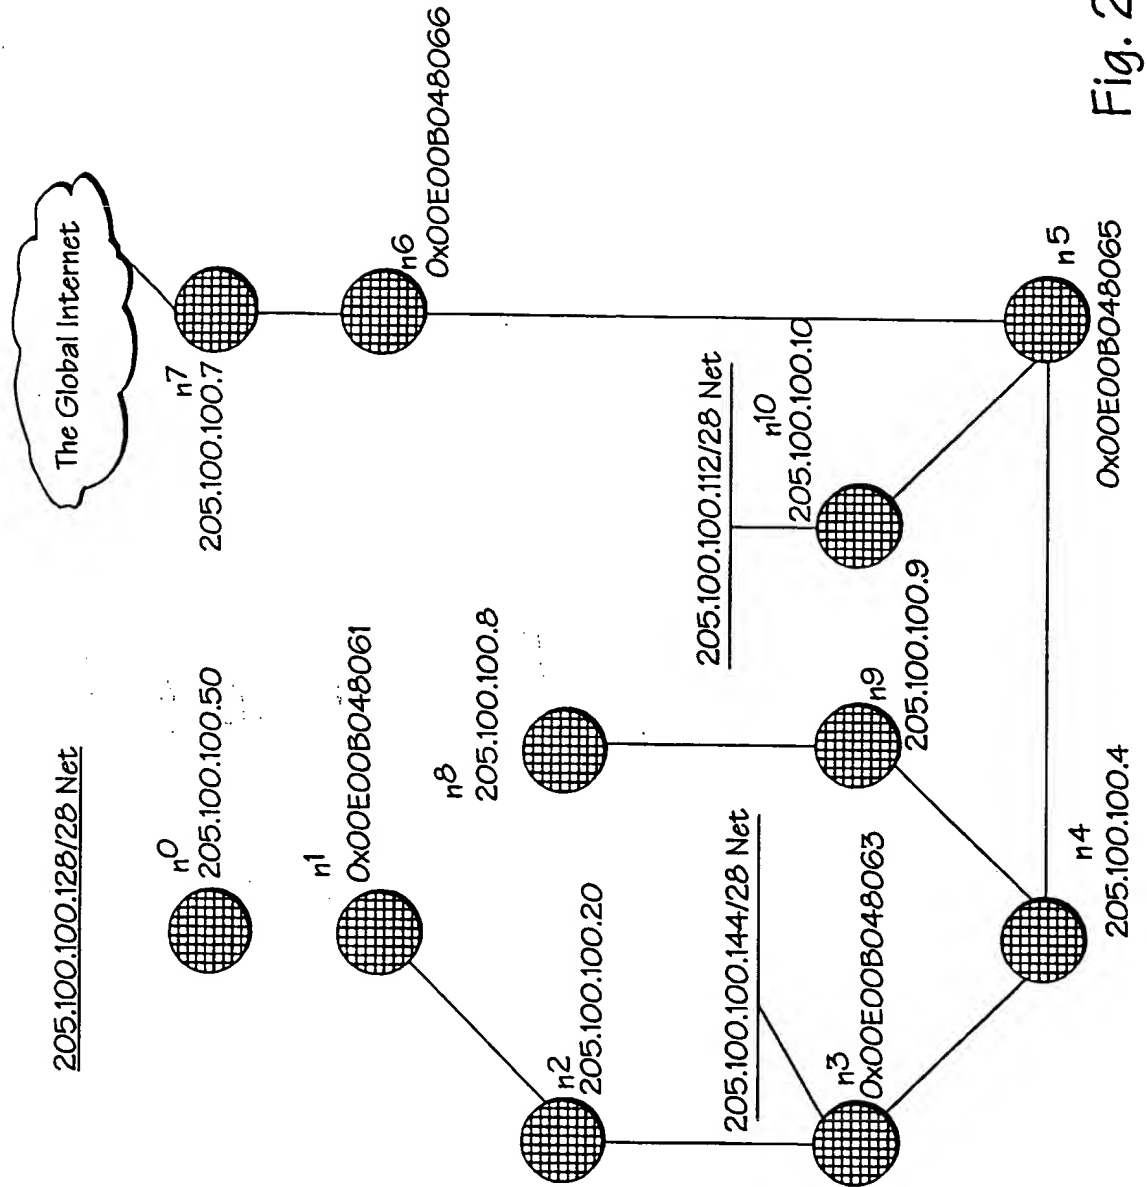 The Global Internet
n7
205.100.100.7
n6
0x00E00B048066
205.100.100.128/28 Net
n0
205.100.100.50
n1
0x00E00B048061
n8
205.100.100.8
n2
205.100.100.20
205.100.100.112/28 Net
n10
205.100.100.10
205.100.100.144/28 Net
n9
205.100.100.9
n3
0x00E00B048063
n5
0x00E00B048065
n4
205.100.100.4
Fig. 2